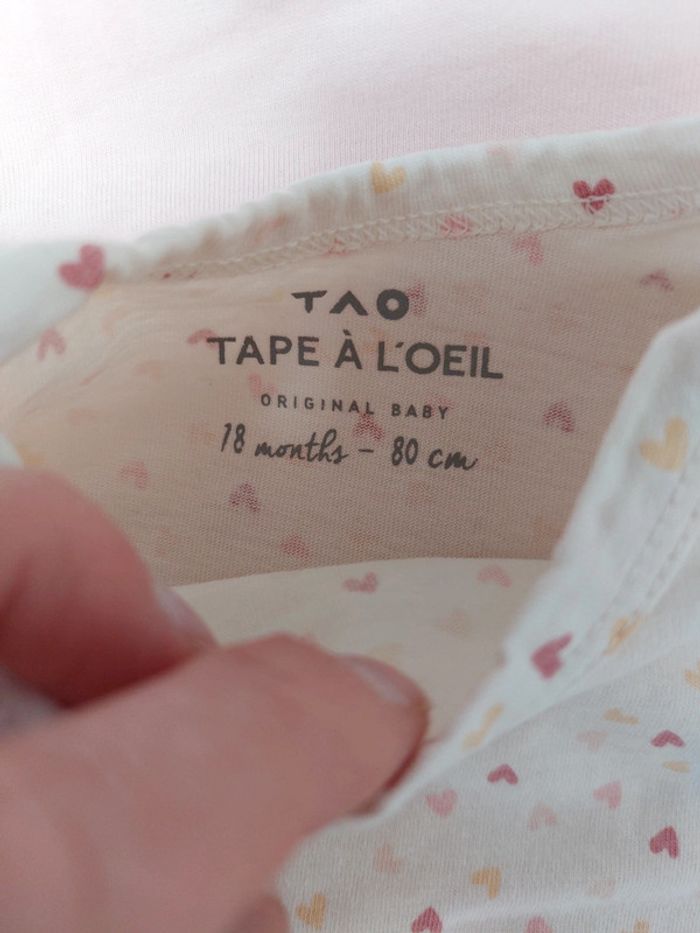 TAO
TAPE À L'OEIL
ORIGINAL BABY
18 months - 80 cm